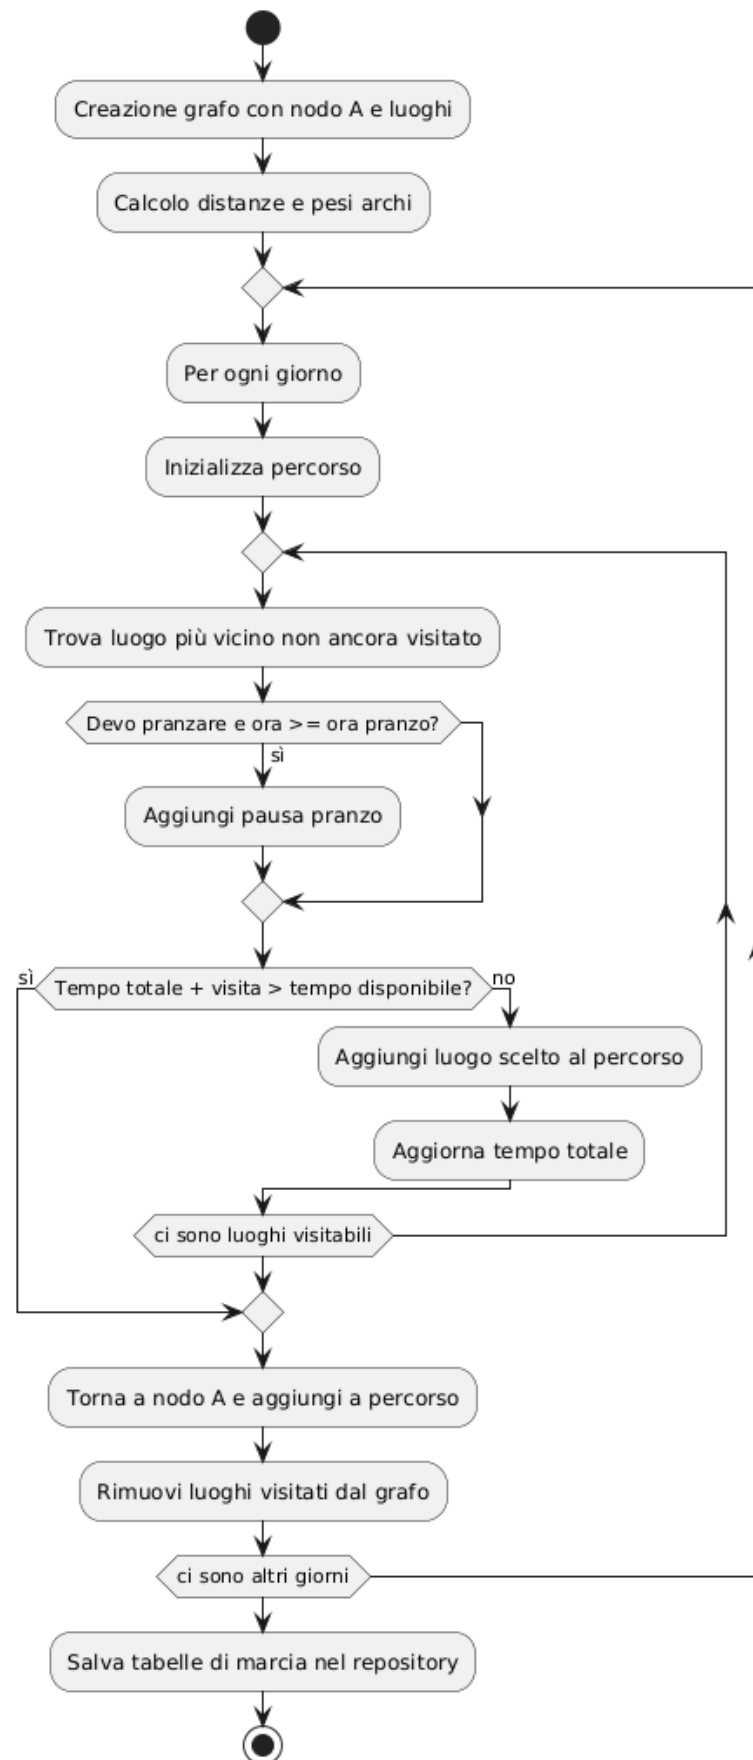 Creazione grafo con nodo A e luoghi
Calcolo distanze e pesi archi
Per ogni giorno
Inizializza percorso
Trova luogo più vicino non ancora visitato
Devo pranzare e ora >= ora pranzo?
sì
Aggiungi pausa pranzo
sì
Tempo totale + visita > tempo disponibile?
no
Aggiungi luogo scelto al percorso
Aggiorna tempo totale
ci sono luoghi visitabili
Torna a nodo A e aggiungi a percorso
Rimuovi luoghi visitati dal grafo
ci sono altri giorni
Salva tabelle di marcia nel repository